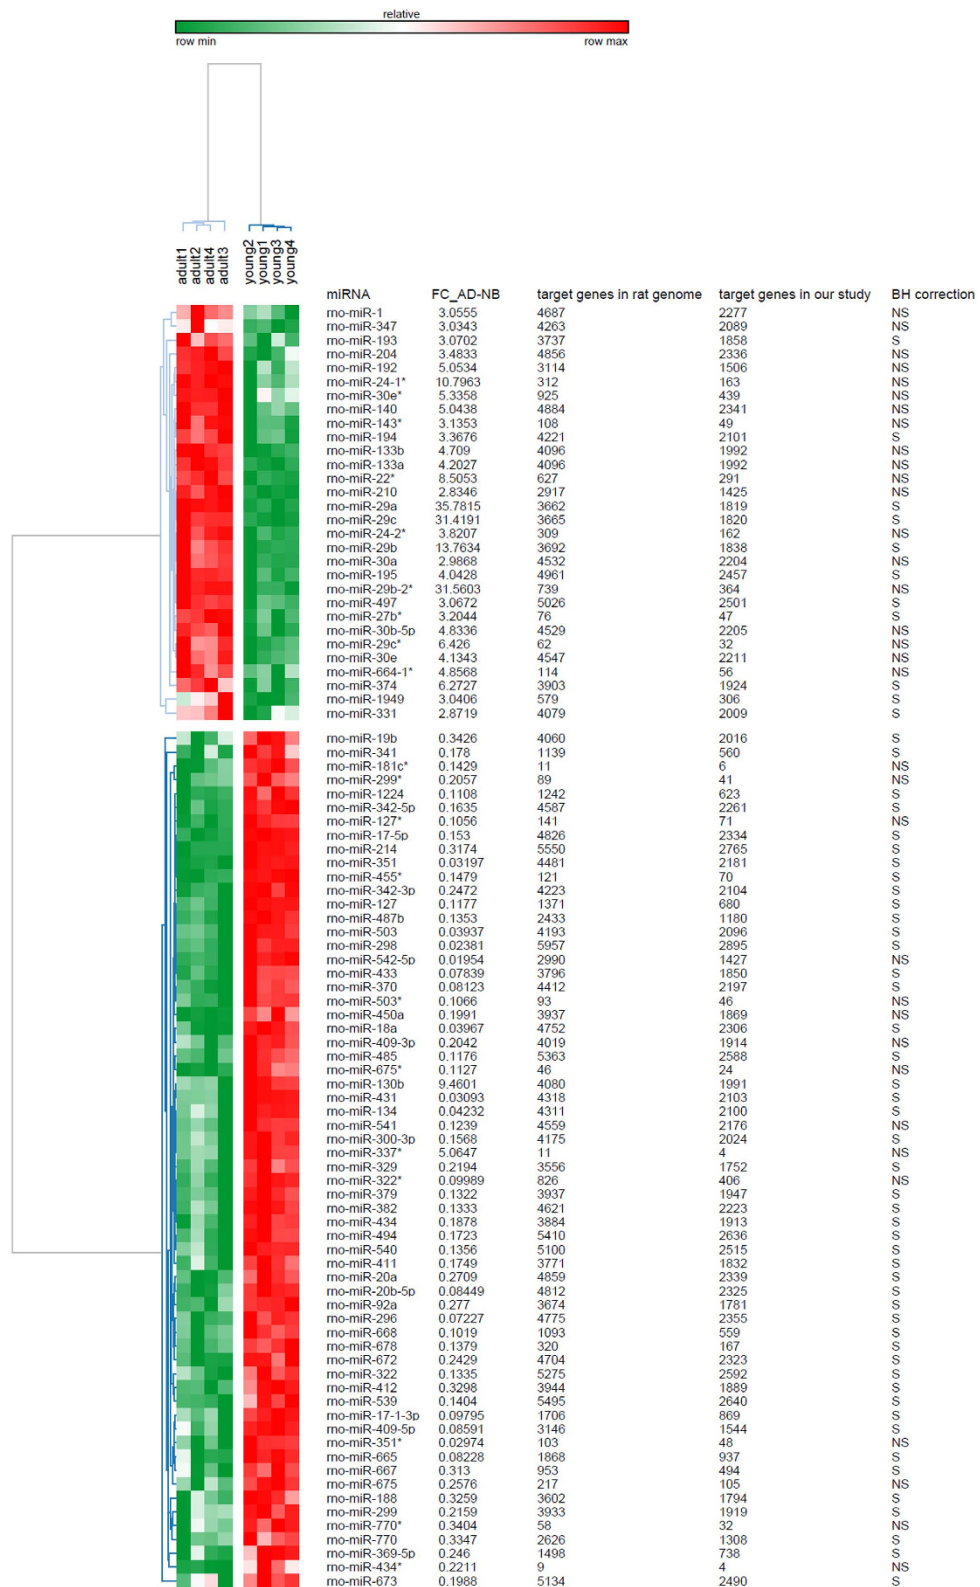 relative
row min row max
adult1 adult2 adult4 adult3 young2 young1 young3 young4
miRNA FC_AD-NB target genes in rat genome target genes in our study BH correction
rno-miR-1 3.0555 4687 2277 NS
rno-miR-347 3.0343 4263 2089 NS
rno-miR-193 3.0702 3737 1858 S
rno-miR-204 3.4833 4856 2336 NS
rno-miR-192 5.0534 3114 1506 NS
rno-miR-24-1* 10.7963 312 163 NS
rno-miR-30e* 5.3358 925 439 NS
rno-miR-140 5.0438 4884 2341 NS
rno-miR-143* 3.1353 108 49 NS
rno-miR-194 3.3676 4221 2101 S
rno-miR-133b 4.709 4096 1992 NS
rno-miR-133a 4.2027 4096 1992 NS
rno-miR-22* 8.5053 627 291 NS
rno-miR-210 2.8346 2917 1425 NS
rno-miR-29a 35.7815 3662 1819 S
rno-miR-29c 31.4191 3665 1820 S
rno-miR-24-2* 3.8207 309 162 NS
rno-miR-29b 13.7634 3692 1838 S
rno-miR-30a 2.9868 4532 2204 NS
rno-miR-195 4.0428 4961 2457 S
rno-miR-29b-2* 31.5603 739 364 NS
rno-miR-497 3.0672 5026 2501 S
rno-miR-27b* 3.2044 76 47 S
rno-miR-30b-5p 4.8336 4529 2205 NS
rno-miR-29c* 6.426 62 32 NS
rno-miR-30e 4.1343 4547 2211 NS
rno-miR-664-1* 4.8568 114 56 NS
rno-miR-374 6.2727 3903 1924 S
rno-miR-1949 3.0406 579 306 S
rno-miR-331 2.8719 4079 2009 S
rno-miR-19b 0.3426 4060 2016 S
rno-miR-341 0.178 1139 560 S
rno-miR-181c* 0.1429 11 6 NS
rno-miR-299* 0.2057 89 41 NS
rno-miR-1224 0.1108 1242 623 S
rno-miR-342-5p 0.1635 4587 2261 S
rno-miR-127* 0.1056 141 71 NS
rno-miR-17-5p 0.153 4826 2334 S
rno-miR-214 0.3174 5550 2765 S
rno-miR-351 0.03197 4481 2181 S
rno-miR-455* 0.1479 121 70 S
rno-miR-342-3p 0.2472 4223 2104 S
rno-miR-127 0.1177 1371 680 S
rno-miR-487b 0.1353 2433 1180 S
rno-miR-503 0.03937 4193 2096 S
rno-miR-298 0.02381 5957 2895 S
rno-miR-542-5p 0.01954 2990 1427 NS
rno-miR-433 0.07839 3796 1850 S
rno-miR-370 0.08123 4412 2197 S
rno-miR-503* 0.1066 93 46 NS
rno-miR-450a 0.1991 3937 1869 NS
rno-miR-18a 0.03967 4752 2306 S
rno-miR-409-3p 0.2042 4019 1914 NS
rno-miR-485 0.1176 5363 2588 S
rno-miR-675* 0.1127 46 24 NS
rno-miR-130b 9.4601 4080 1991 S
rno-miR-431 0.03093 4318 2103 S
rno-miR-134 0.04232 4311 2100 S
rno-miR-541 0.1239 4559 2176 NS
rno-miR-300-3p 0.1568 4175 2024 S
rno-miR-337* 5.0647 11 4 NS
rno-miR-329 0.2194 3556 1752 S
rno-miR-322* 0.09989 826 406 NS
rno-miR-379 0.1322 3937 1947 S
rno-miR-382 0.1333 4621 2223 S
rno-miR-434 0.1878 3884 1913 S
rno-miR-494 0.1723 5410 2636 S
rno-miR-540 0.1356 5100 2515 S
rno-miR-411 0.1749 3771 1832 S
rno-miR-20a 0.2709 4859 2339 S
rno-miR-20b-5p 0.08449 4812 2325 S
rno-miR-92a 0.277 3674 1781 S
rno-miR-296 0.07227 4775 2355 S
rno-miR-668 0.1019 1093 559 S
rno-miR-678 0.1379 320 167 S
rno-miR-672 0.2429 4704 2323 S
rno-miR-322 0.1335 5275 2592 S
rno-miR-412 0.3298 3944 1889 S
rno-miR-539 0.1404 5495 2640 S
rno-miR-17-1-3p 0.09795 1706 869 S
rno-miR-409-5p 0.08591 3146 1544 S
rno-miR-351* 0.02974 103 48 NS
rno-miR-665 0.08228 1868 937 S
rno-miR-667 0.313 953 494 S
rno-miR-675 0.2576 217 105 NS
rno-miR-188 0.3259 3602 1794 S
rno-miR-299 0.2159 3933 1919 S
rno-miR-770* 0.3404 58 32 NS
rno-miR-770 0.3347 2626 1308 S
rno-miR-369-5p 0.246 1498 738 S
rno-miR-434* 0.2211 9 4 NS
rno-miR-673 0.1988 5134 2490 S